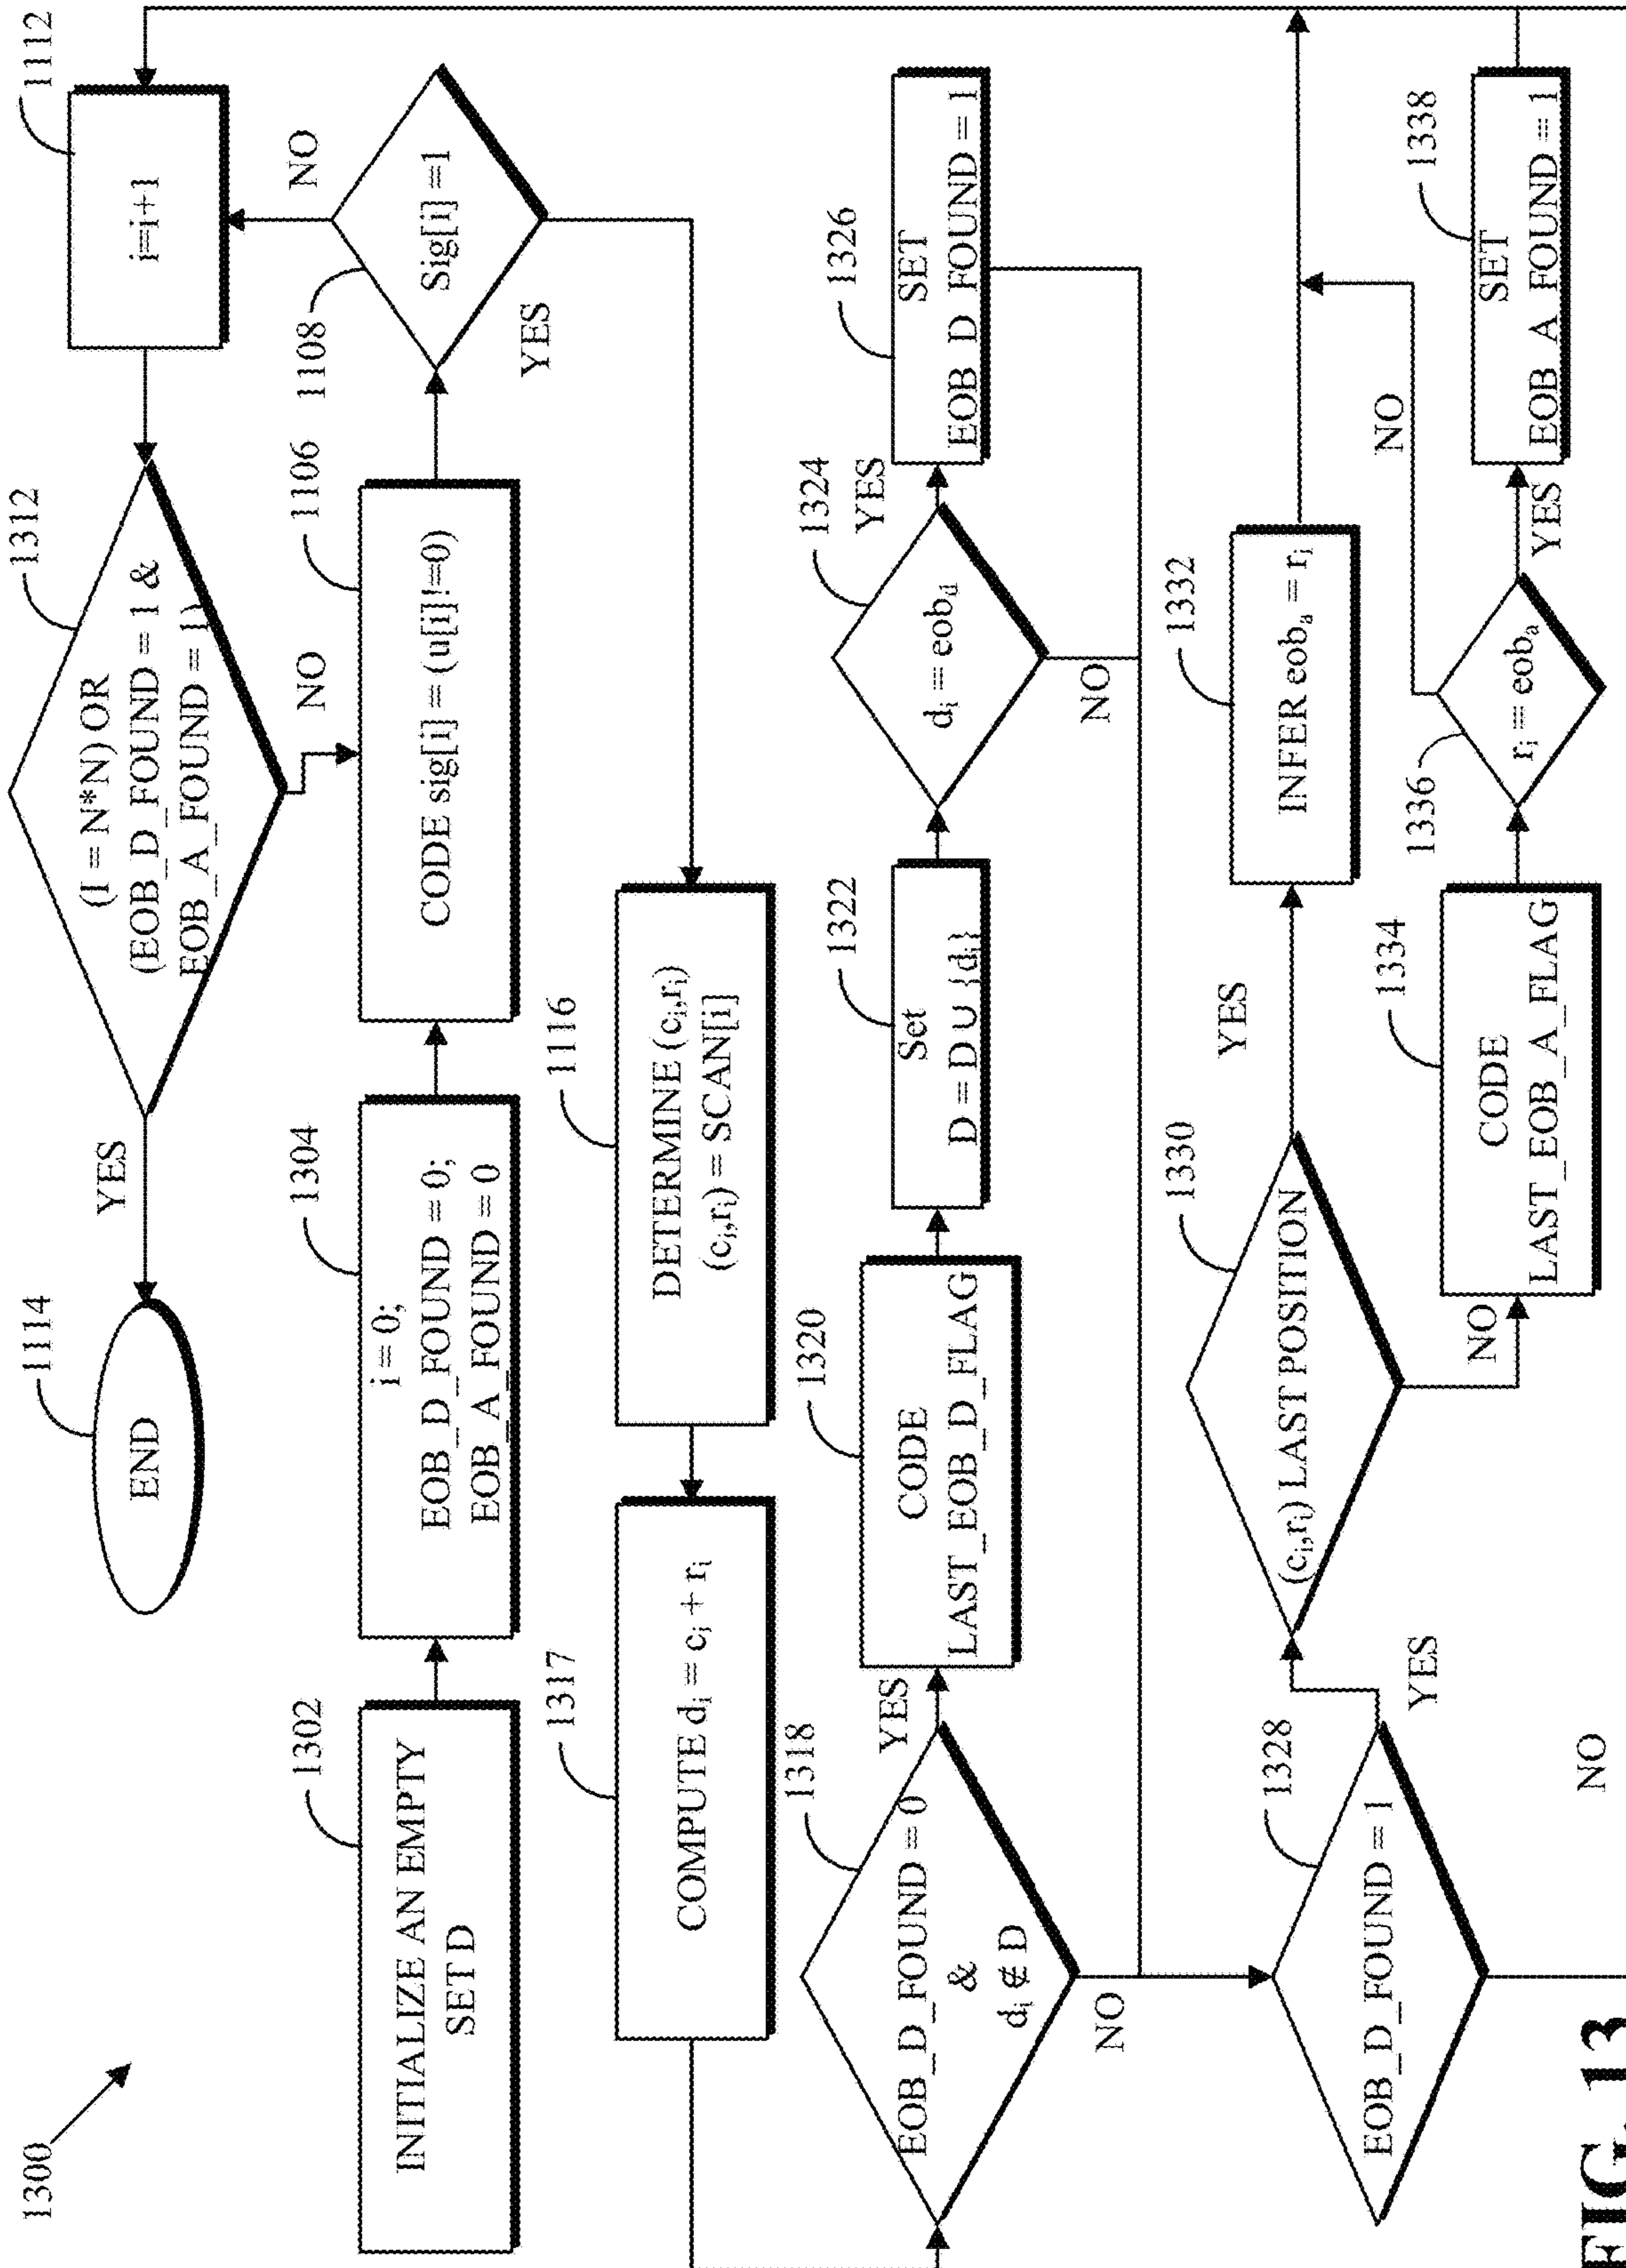 1300
1114
END
YES
1312
(I = N*N) OR
(EOB_D_FOUND = 1 &
EOB_A_FOUND = 1)
NO
1112
i=i+1
1302
INITIALIZE AN EMPTY
SET D
1304
i = 0;
EOB_D_FOUND = 0;
EOB_A_FOUND = 0
1106
CODE sig[i] = (u[i]!=0)
1108
Sig[i] =1
NO
YES
1317
COMPUTE dᵢ = cᵢ + rᵢ
1116
DETERMINE (cᵢ,rᵢ)
(cᵢ,rᵢ) = SCAN[i]
1318
EOB_D_FOUND = 0
&
dᵢ ∉ D
YES
NO
1320
CODE
LAST_EOB_D_FLAG
1322
Set
D = D ∪ {dᵢ}
1324
dᵢ = eob_d
YES
NO
1326
SET
EOB_D_FOUND = 1
1328
EOB_D_FOUND = 1
YES
NO
1330
(cᵢ,rᵢ) LAST POSITION
YES
NO
1332
INFER eobₐ = rᵢ
1334
CODE
LAST_EOB_A_FLAG
1336
rᵢ = eobₐ
NO
YES
1338
SET
EOB_A_FOUND = 1
FIG. 13